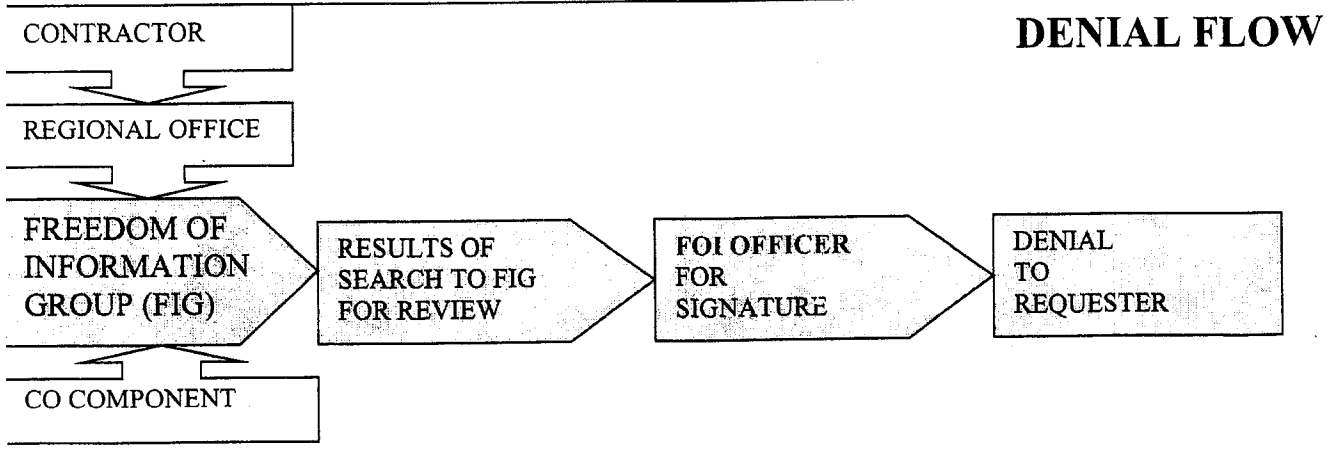 DENIAL FLOW
CONTRACTOR
REGIONAL OFFICE
FREEDOM OF
INFORMATION
GROUP (FIG)
RESULTS OF
SEARCH TO FIG
FOR REVIEW
FOI OFFICER
FOR
SIGNATURE
DENIAL
TO
REQUESTER
CO COMPONENT